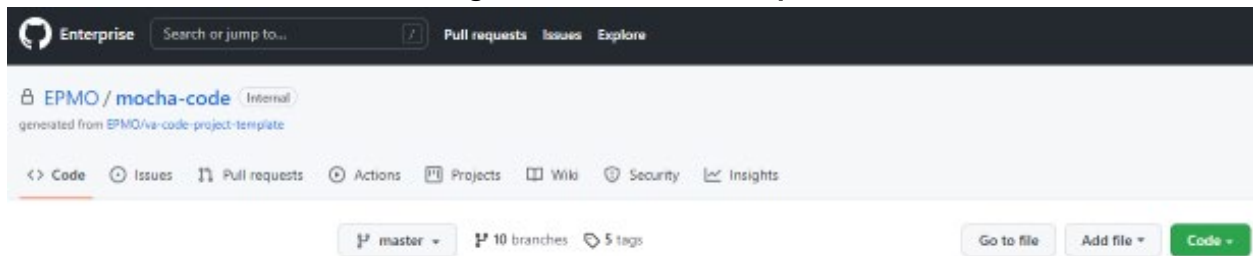 Enterprise Search or jump to... / Pull requests Issues Explore
EPMO / mocha-code Internal
generated from EPMO/va-code-project-template
<> Code Issues Pull requests Actions Projects Wiki Security Insights
master 10 branches 5 tags Go to file Add file Code